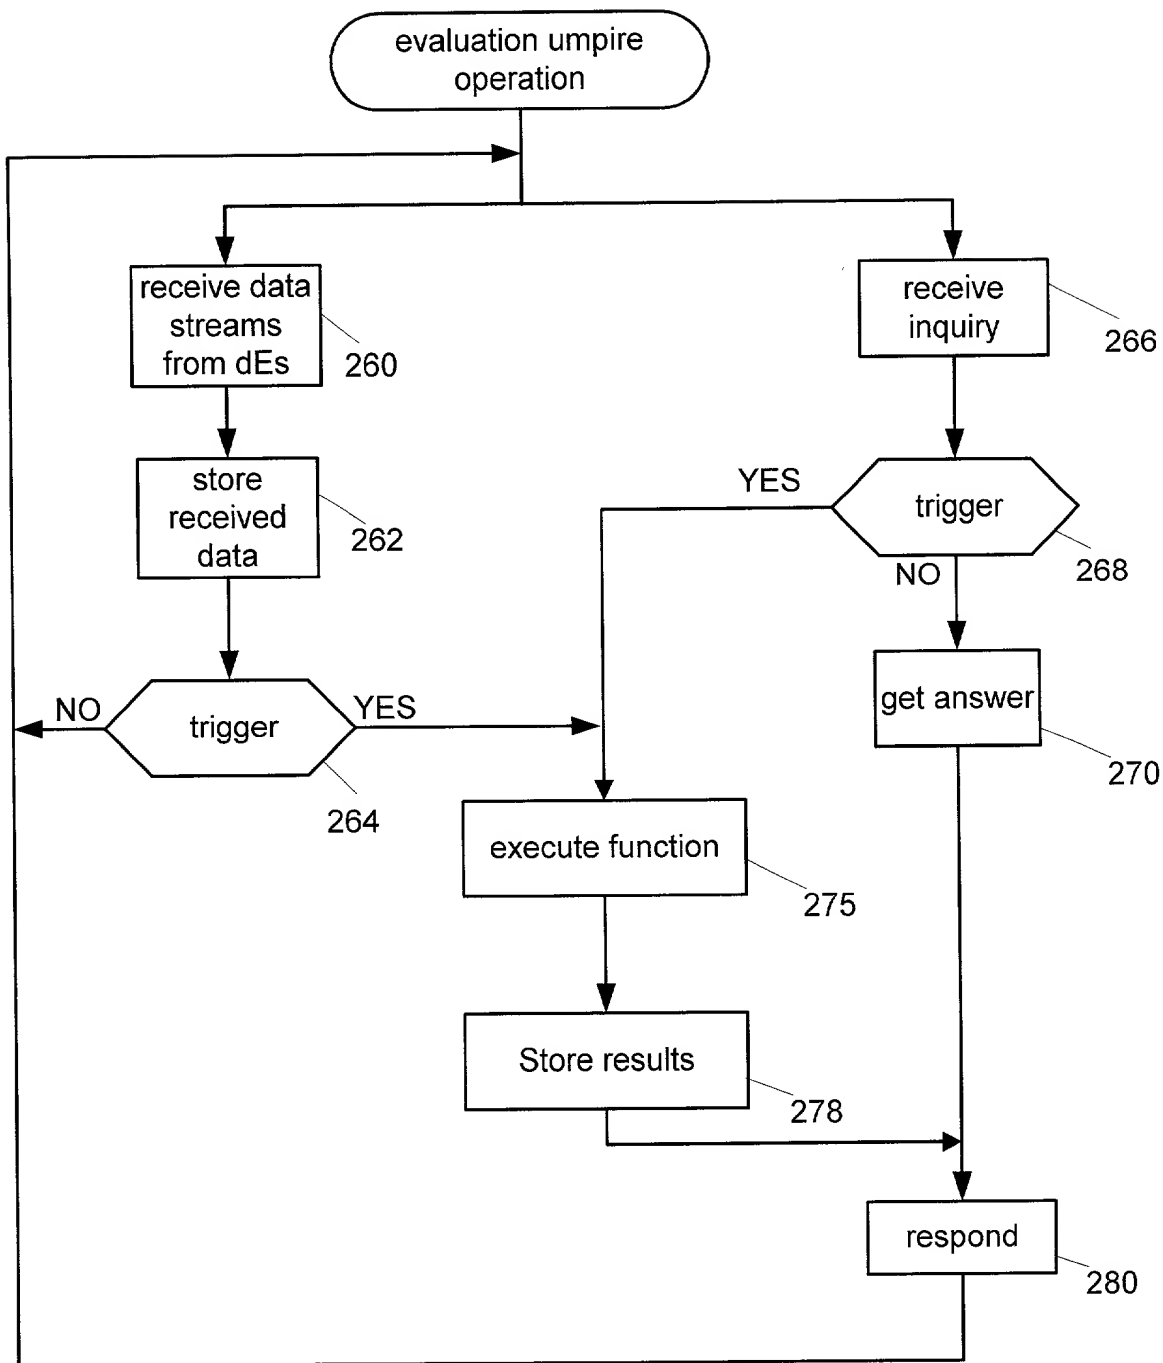 evaluation umpire
operation
receive data
streams
from dEs
260
receive
inquiry
266
store
received
data
262
YES
trigger
268
NO
get answer
270
NO
trigger
YES
264
execute function
275
Store results
278
respond
280